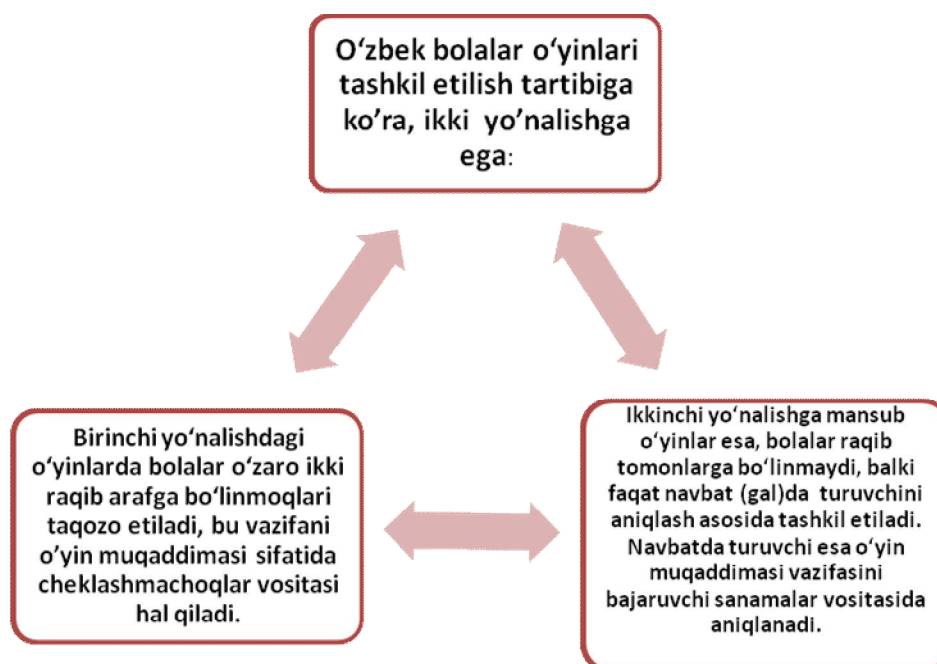 O‘zbek bolalar o‘yinlari
tashkil etilish tartibiga
ko’ra, ikki yo’nalishga
ega:
Birinchi yo‘nalishdagi
o‘yinlarda bolalar o‘zaro ikki
raqib arafga bo‘linmoqlari
taqozo etiladi, bu vazifani
o’yin muqaddimasi sifatida
cheklashmachoqlar vositasi
hal qiladi.
Ikkinchi yo‘nalishga mansub
o‘yinlar esa, bolalar raqib
tomonlarga bo‘linmaydi, balki
faqat navbat (gal)da turuvchini
aniqlash asosida tashkil etiladi.
Navbatda turuvchi esa o‘yin
muqaddimasi vazifasini
bajaruvchi sanamalar vositasida
aniqlanadi.